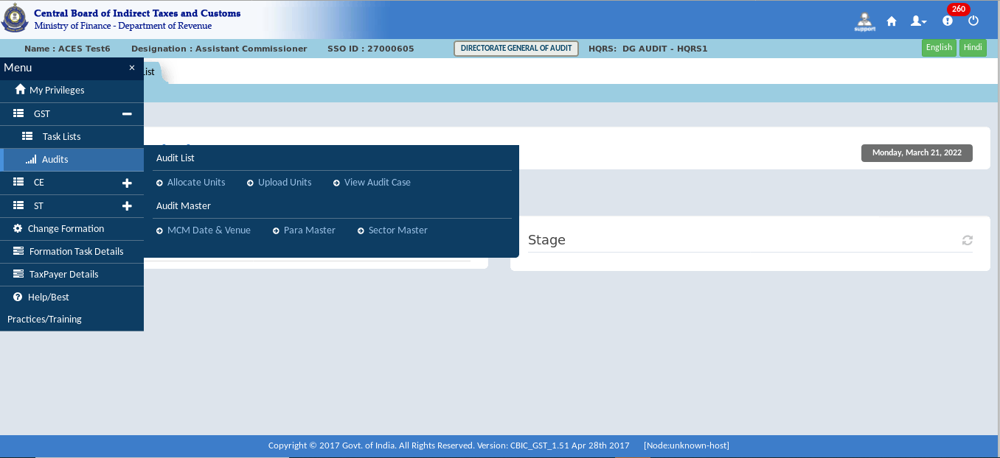 Central Board of Indirect Taxes and Customs
Ministry of Finance - Department of Revenue
support
260
Name : ACES Test6 Designation : Assistant Commissioner SSO ID : 27000605 DIRECTORATE GENERAL OF AUDIT HQRS: DG AUDIT - HQRS1 English Hindi
Menu ×
List
My Privileges
GST
Task Lists
Audits
CE
ST
Change Formation
Formation Task Details
TaxPayer Details
Help/Best
Practices/Training
Audit List
Allocate Units Upload Units View Audit Case
Audit Master
MCM Date & Venue Para Master Sector Master
Monday, March 21, 2022
Stage
Copyright © 2017 Govt. of India. All Rights Reserved. Version: CBIC_GST_1.51 Apr 28th 2017 [Node:unknown-host]